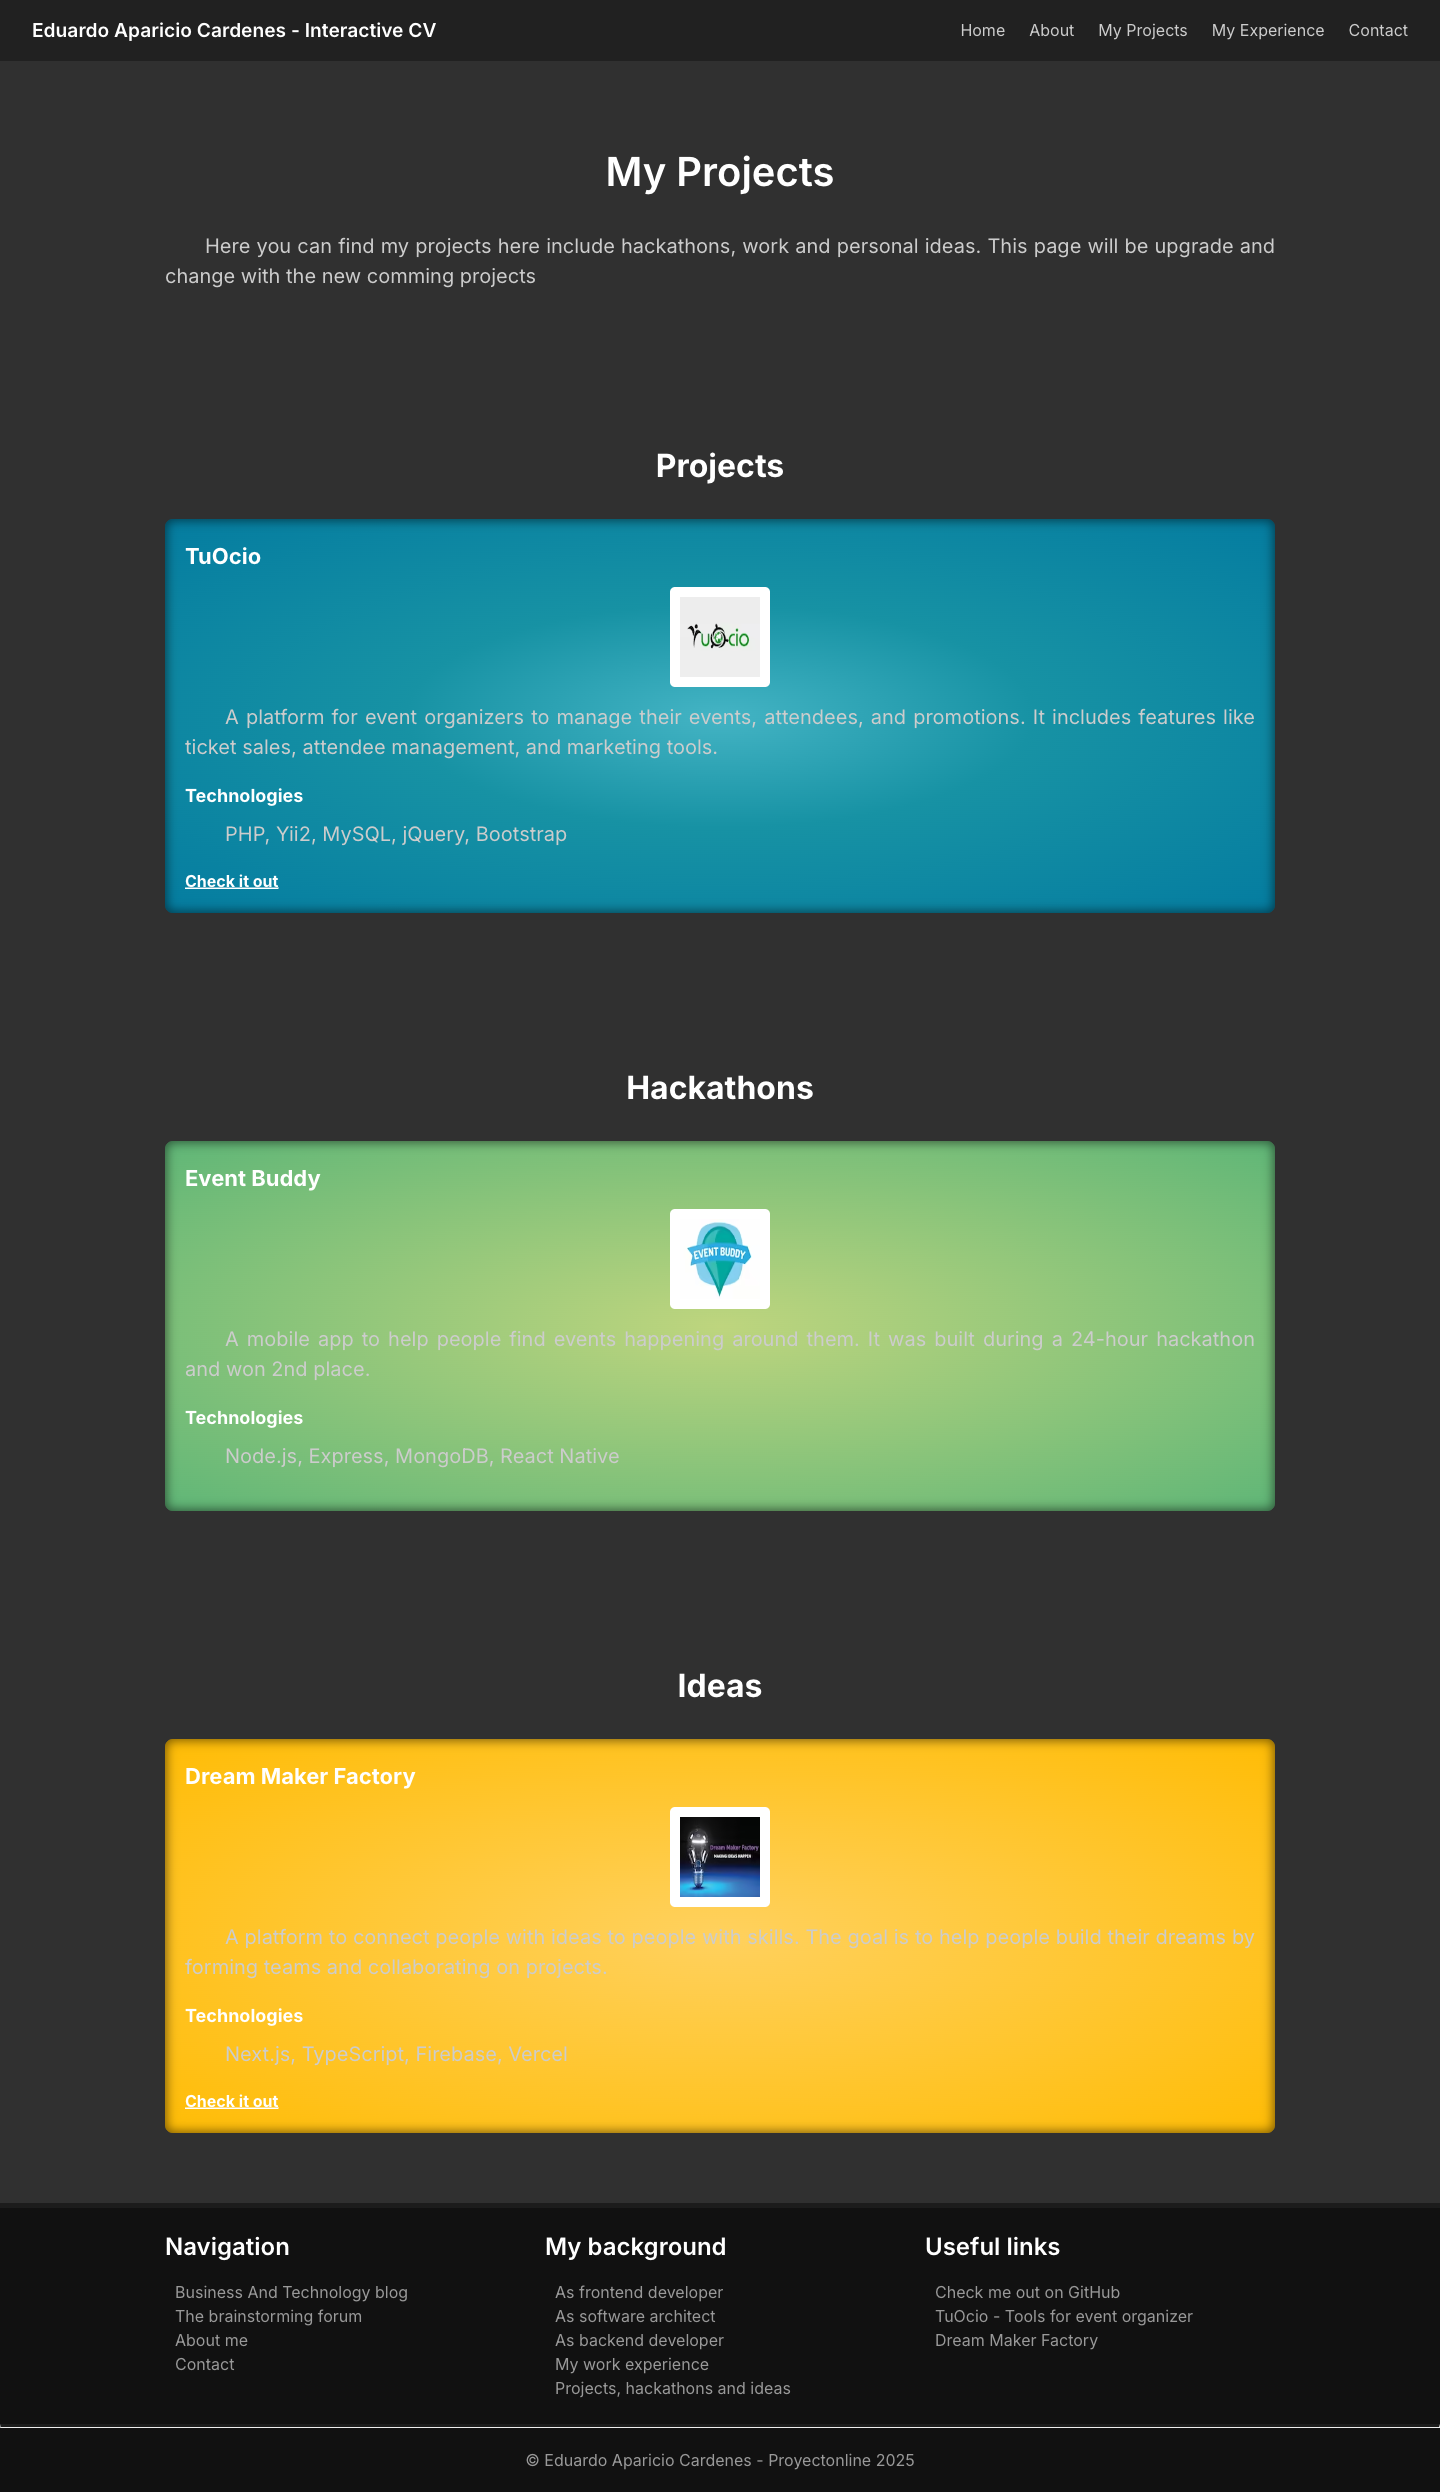 Eduardo Aparicio Cardenes - Interactive CV
Home About My Projects My Experience Contact
My Projects
Here you can find my projects here include hackathons, work and personal ideas. This page will be upgrade and
change with the new comming projects
Projects
TuOcio
TuOcio
A platform for event organizers to manage their events, attendees, and promotions. It includes features like
ticket sales, attendee management, and marketing tools.
Technologies
PHP, Yii2, MySQL, jQuery, Bootstrap
Check it out
Hackathons
Event Buddy
EVENT BUDDY
A mobile app to help people find events happening around them. It was built during a 24-hour hackathon
and won 2nd place.
Technologies
Node.js, Express, MongoDB, React Native
Ideas
Dream Maker Factory
Dream Maker Factory
MAKING IDEAS HAPPEN
A platform to connect people with ideas to people with skills. The goal is to help people build their dreams by
forming teams and collaborating on projects.
Technologies
Next.js, TypeScript, Firebase, Vercel
Check it out
Navigation
Business And Technology blog
The brainstorming forum
About me
Contact
My background
As frontend developer
As software architect
As backend developer
My work experience
Projects, hackathons and ideas
Useful links
Check me out on GitHub
TuOcio - Tools for event organizer
Dream Maker Factory
© Eduardo Aparicio Cardenes - Proyectonline 2025